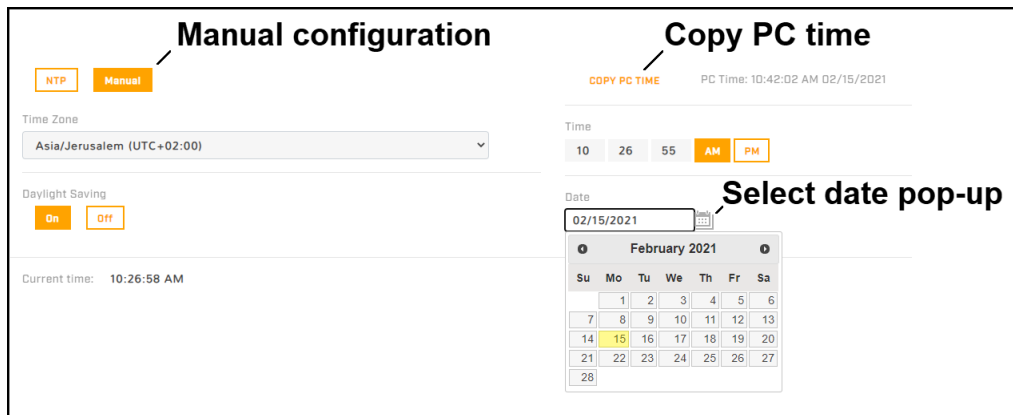 Manual configuration
Copy PC time
NTP Manual
COPY PC TIME PC Time: 10:42:02 AM 02/15/2021
Time Zone
Asia/Jerusalem (UTC+02:00)
Time
10 26 55 AM PM
Daylight Saving
On Off
Date
Select date pop-up
02/15/2021
February 2021
Su Mo Tu We Th Fr Sa
1 2 3 4 5 6
7 8 9 10 11 12 13
14 15 16 17 18 19 20
21 22 23 24 25 26 27
28
Current time: 10:26:58 AM